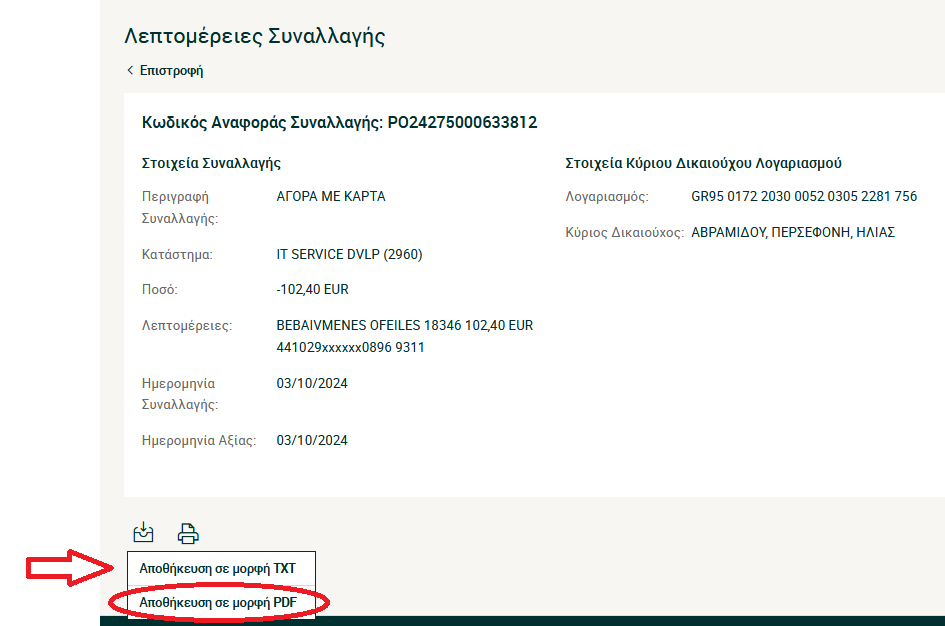 Λεπτομέρειες Συναλλαγής
Επιστροφή
Κωδικός Αναφοράς Συναλλαγής: PO24275000633812
Στοιχεία Συναλλαγής
Περιγραφή Συναλλαγής: ΑΓΟΡΑ ΜΕ ΚΑΡΤΑ
Κατάστημα: IT SERVICE DVLP (2960)
Ποσό: -102,40 EUR
Λεπτομέρειες: BEBAIVMENES OFEILES 18346 102,40 EUR
441029xxxxxx0896 9311
Ημερομηνία Συναλλαγής: 03/10/2024
Ημερομηνία Αξίας: 03/10/2024
Στοιχεία Κύριου Δικαιούχου Λογαριασμού
Λογαριασμός: GR95 0172 2030 0052 0305 2281 756
Κύριος Δικαιούχος: ΑΒΡΑΜΙΔΟΥ, ΠΕΡΣΕΦΟΝΗ, ΗΛΙΑΣ
Αποθήκευση σε μορφή TXT
Αποθήκευση σε μορφή PDF